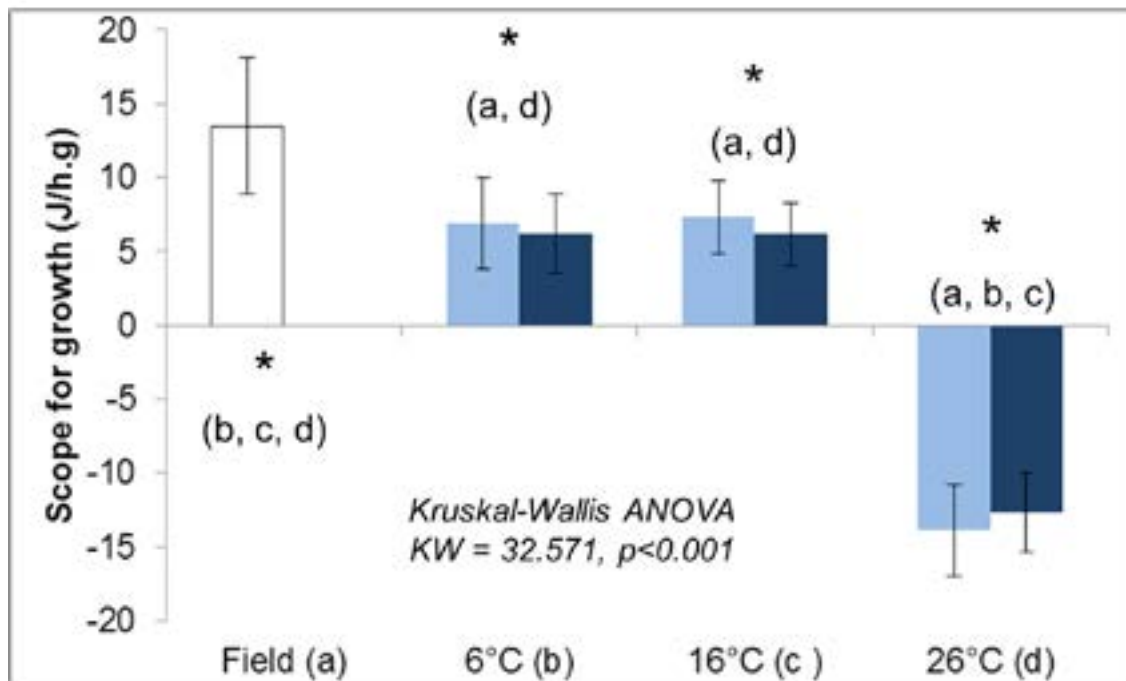 Scope for growth (J/h.g)
20
15
10
5
0
-5
-10
-15
-20
*
(b, c, d)
*
(a, d)
*
(a, d)
*
(a, b, c)
Kruskal-Wallis ANOVA
KW = 32.571, p<0.001
Field (a)
6°C (b)
16°C (c )
26°C (d)